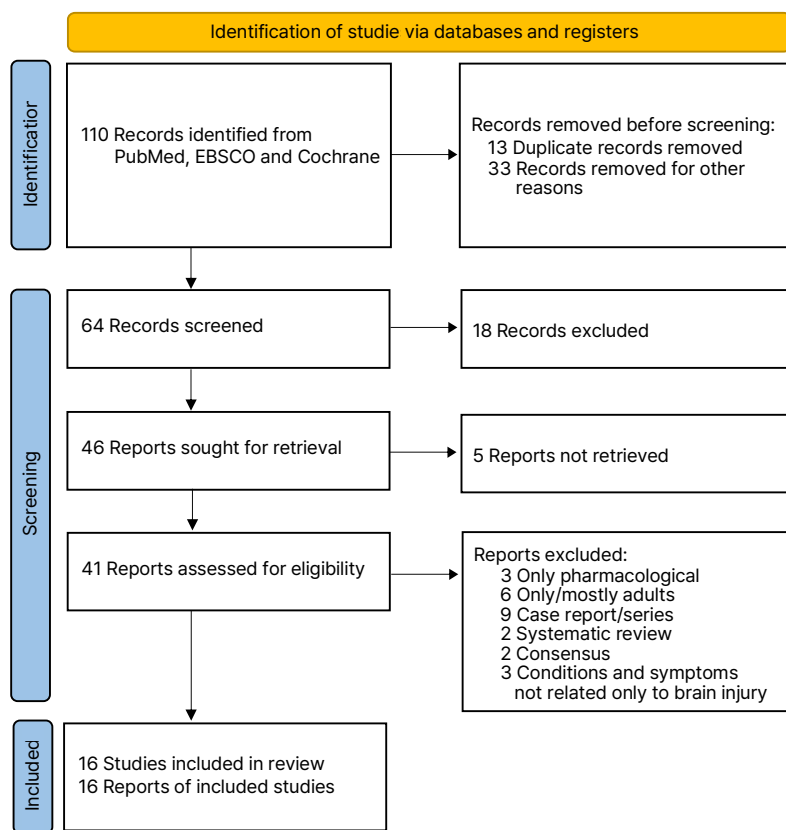 Identification of studie via databases and registers
Identification
110 Records identified from
PubMed, EBSCO and Cochrane
Records removed before screening:
13 Duplicate records removed
33 Records removed for other
reasons
Screening
64 Records screened
18 Records excluded
46 Reports sought for retrieval
5 Reports not retrieved
41 Reports assessed for eligibility
Reports excluded:
3 Only pharmacological
6 Only/mostly adults
9 Case report/series
2 Systematic review
2 Consensus
3 Conditions and symptoms
not related only to brain injury
Included
16 Studies included in review
16 Reports of included studies